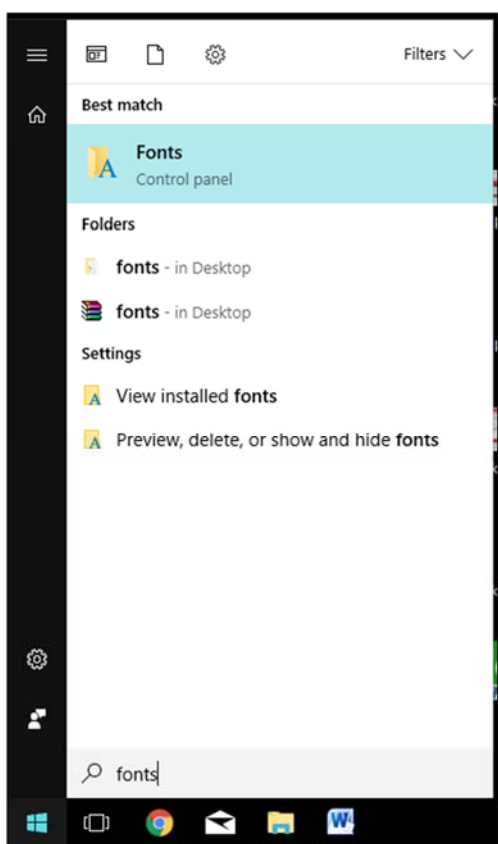 Filters
Best match
Fonts
Control panel
Folders
fonts - in Desktop
fonts - in Desktop
Settings
View installed fonts
Preview, delete, or show and hide fonts
fonts